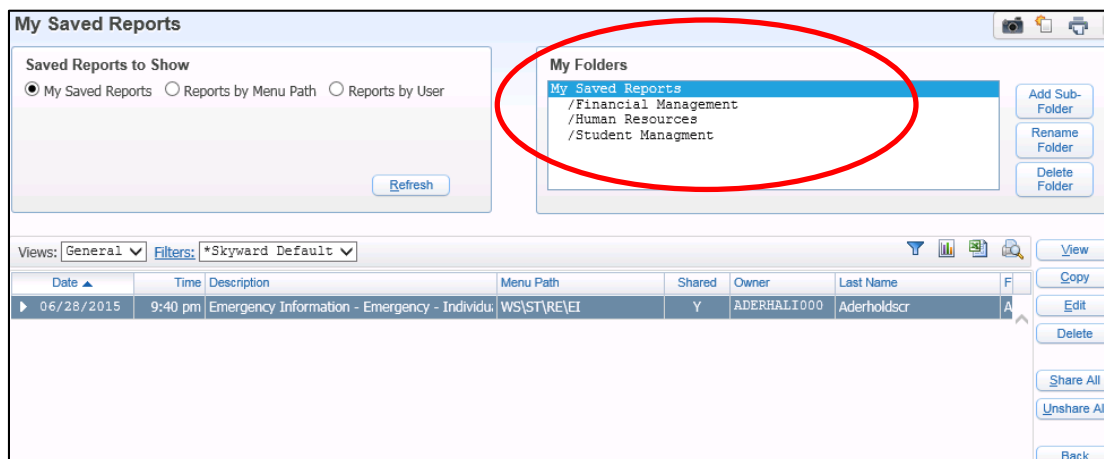 My Saved Reports
Saved Reports to Show
My Saved Reports Reports by Menu Path Reports by User
Refresh
My Folders
My Saved Reports
/Financial Management
/Human Resources
/Student Managment
Add Sub-
Folder
Rename
Folder
Delete
Folder
Views: General Filters: *Skyward Default
Date Time Description Menu Path Shared Owner Last Name F
06/28/2015 9:40 pm Emergency Information - Emergency - Individu WS\ST\RE\EI Y ADERHALI000 Aderholdscr A
View
Copy
Edit
Delete
Share All
Unshare Al
Back